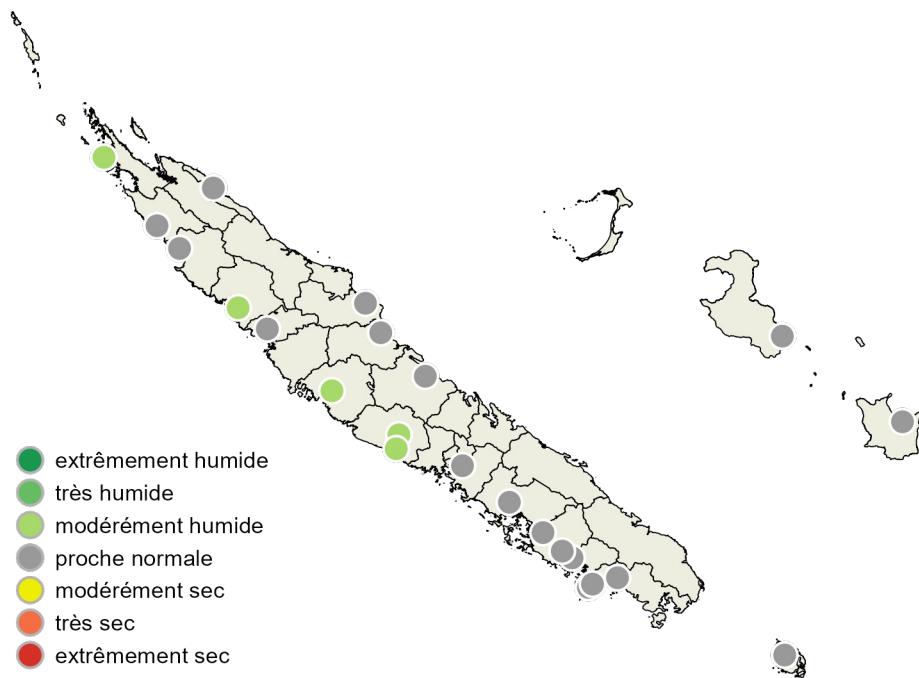 extrêmement humide
très humide
modérément humide
proche normale
modérément sec
très sec
extrêmement sec